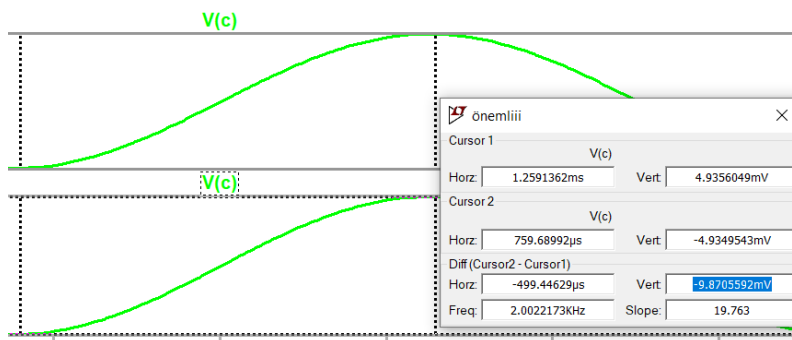 V(c)
V(c)
önemliii
Cursor 1
V(c)
Horz: 1.2591362ms Vert: 4.9356049mV
Cursor 2
V(c)
Horz: 759.68992µs Vert: -4.9349543mV
Diff (Cursor2 - Cursor1)
Horz: -499.44629µs Vert: -9.8705592mV
Freq: 2.0022173KHz Slope: 19.763